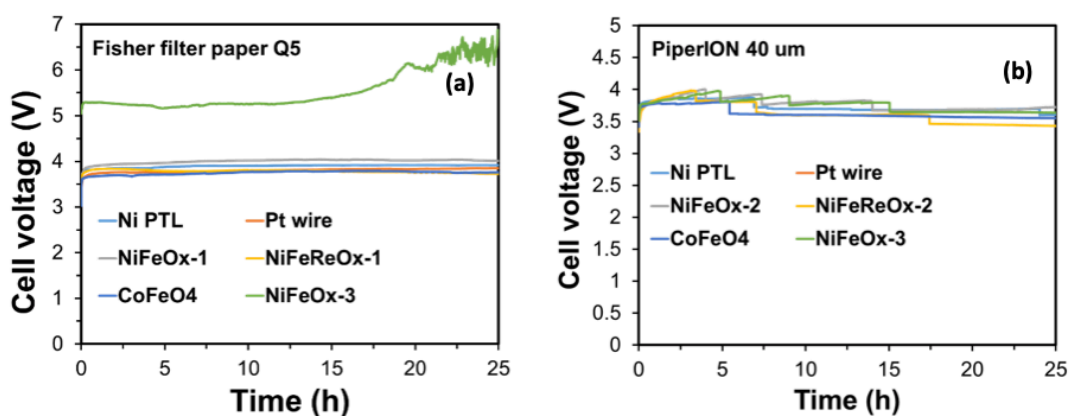 Fisher filter paper Q5
(a)
Cell voltage (V)
7
6
5
4
3
2
1
0
Ni PTL
Pt wire
NiFeOx-1
NiFeReOx-1
CoFeO4
NiFeOx-3
0 5 10 15 20 25
Time (h)
PiperION 40 um
(b)
Cell voltage (V)
5
4.5
4
3.5
3
2.5
2
1.5
1
0.5
0
Ni PTL
Pt wire
NiFeOx-2
NiFeReOx-2
CoFeO4
NiFeOx-3
0 5 10 15 20 25
Time (h)